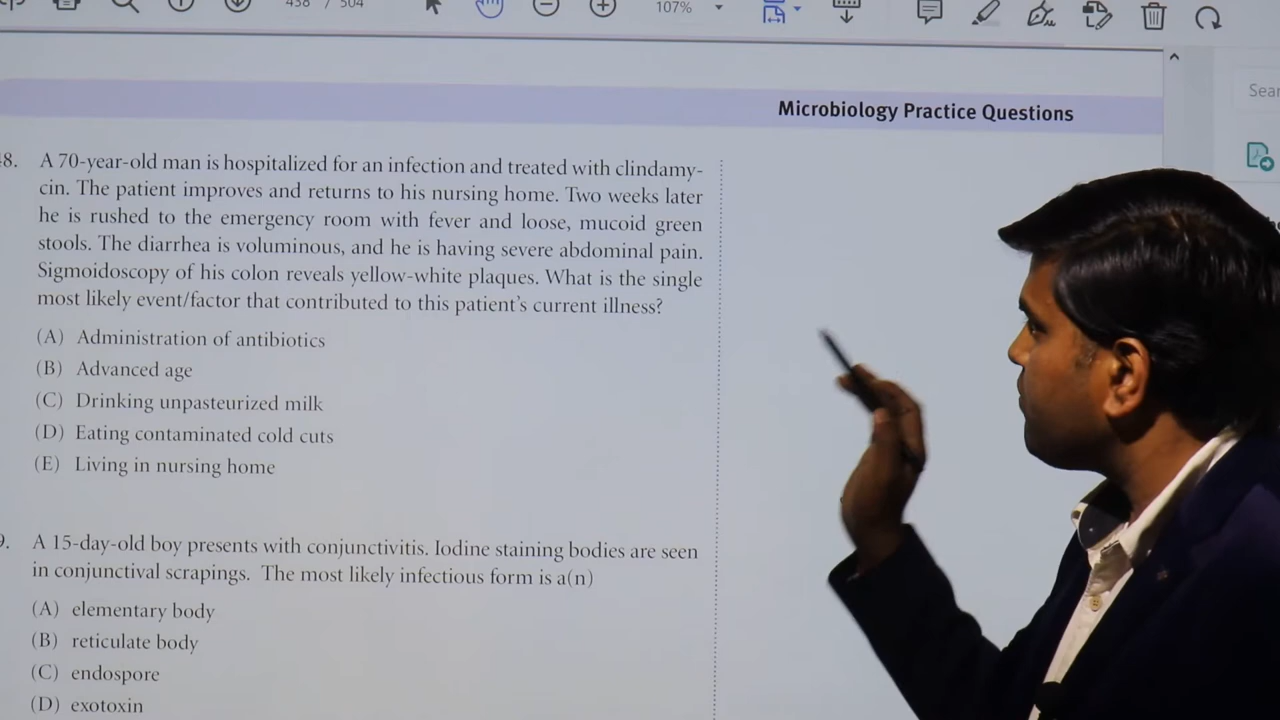 438 / 504
107%
Sear
Microbiology Practice Questions
8. A 70-year-old man is hospitalized for an infection and treated with clindamy-
cin. The patient improves and returns to his nursing home. Two weeks later
he is rushed to the emergency room with fever and loose, mucoid green
stools. The diarrhea is voluminous, and he is having severe abdominal pain.
Sigmoidoscopy of his colon reveals yellow-white plaques. What is the single
most likely event/factor that contributed to this patient's current illness?
(A) Administration of antibiotics
(B) Advanced age
(C) Drinking unpasteurized milk
(D) Eating contaminated cold cuts
(E) Living in nursing home
9. A 15-day-old boy presents with conjunctivitis. Iodine staining bodies are seen
in conjunctival scrapings. The most likely infectious form is a(n)
(A) elementary body
(B) reticulate body
(C) endospore
(D) exotoxin